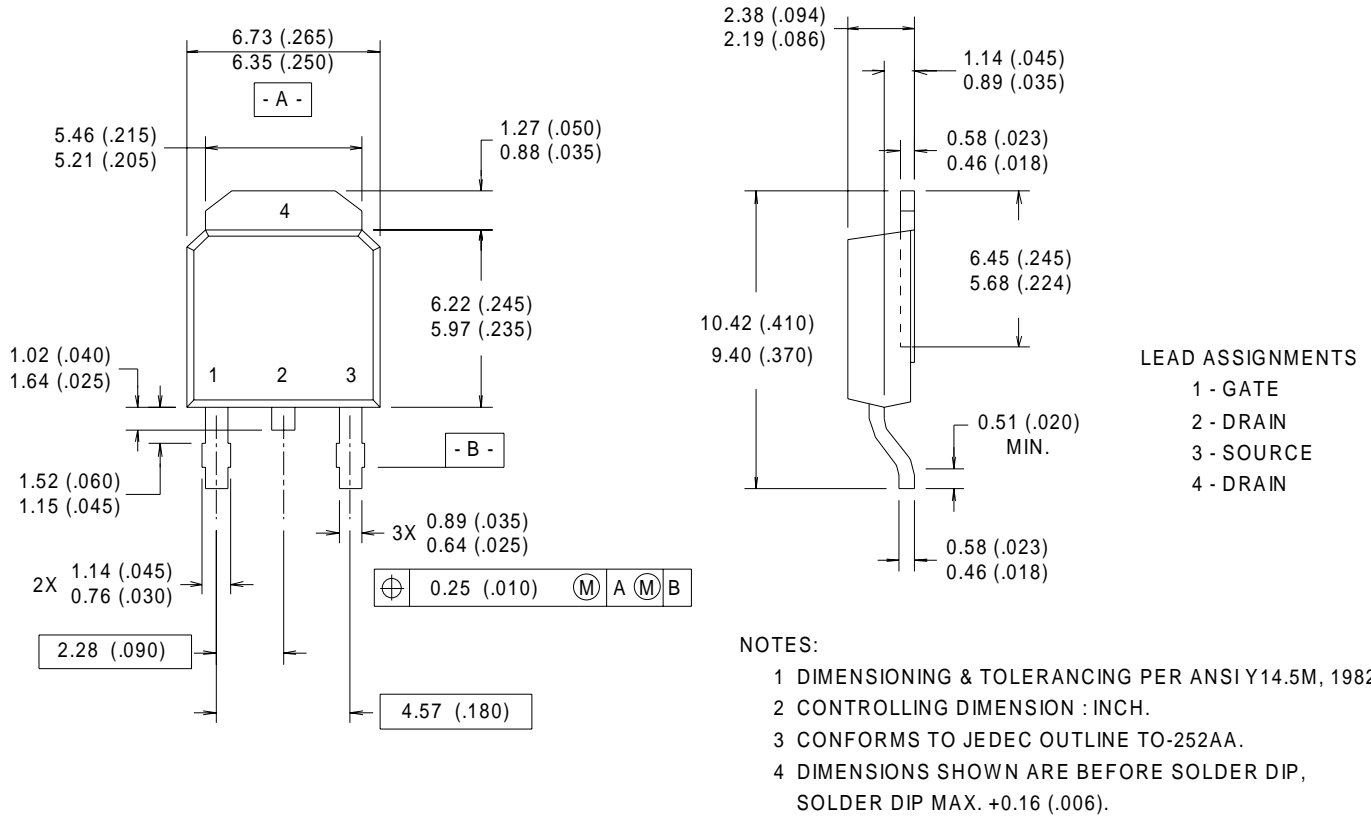 6.73 (.265)
6.35 (.250)
- A -
5.46 (.215)
5.21 (.205)
1.27 (.050)
0.88 (.035)
4
6.22 (.245)
5.97 (.235)
1.02 (.040)
1.64 (.025)
1 2 3
- B -
1.52 (.060)
1.15 (.045)
3X 0.89 (.035)
0.64 (.025)
2X 1.14 (.045)
0.76 (.030)
⌖ 0.25 (.010) Ⓜ A Ⓜ B
2.28 (.090)
4.57 (.180)
2.38 (.094)
2.19 (.086)
1.14 (.045)
0.89 (.035)
0.58 (.023)
0.46 (.018)
6.45 (.245)
5.68 (.224)
10.42 (.410)
9.40 (.370)
0.51 (.020)
MIN.
0.58 (.023)
0.46 (.018)
LEAD ASSIGNMENTS
1 - GATE
2 - DRAIN
3 - SOURCE
4 - DRAIN
NOTES:
1 DIMENSIONING & TOLERANCING PER ANSI Y14.5M, 1982
2 CONTROLLING DIMENSION : INCH.
3 CONFORMS TO JEDEC OUTLINE TO-252AA.
4 DIMENSIONS SHOWN ARE BEFORE SOLDER DIP,
SOLDER DIP MAX. +0.16 (.006).